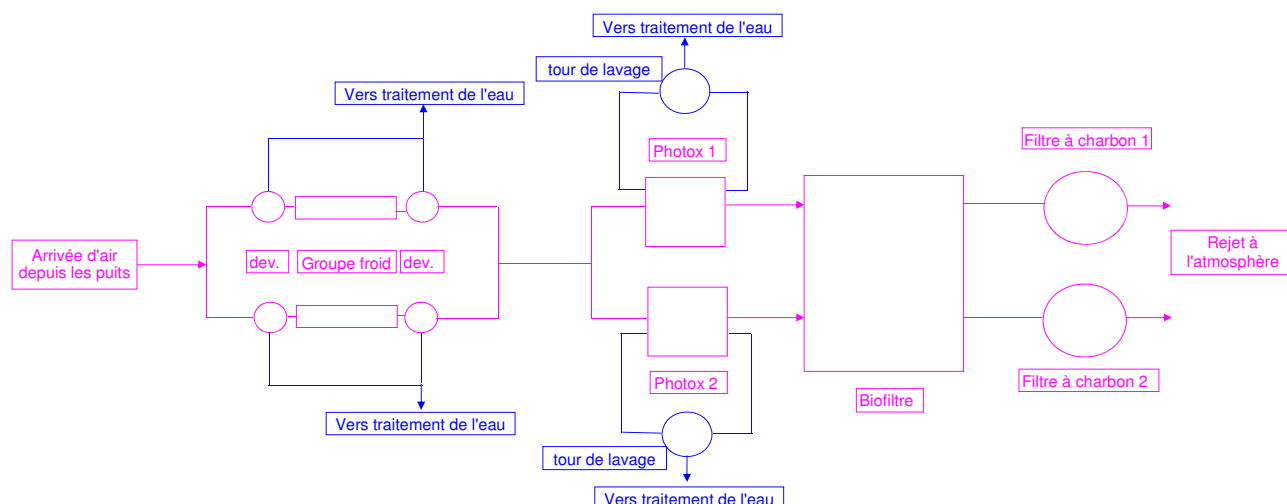 Vers traitement de l'eau
tour de lavage
Vers traitement de l'eau
Photox 1
Filtre à charbon 1
Arrivée d'air
depuis les puits
dev.
Groupe froid
dev.
Rejet à
l'atmosphère
Photox 2
Filtre à charbon 2
Biofiltre
Vers traitement de l'eau
tour de lavage
Vers traitement de l'eau